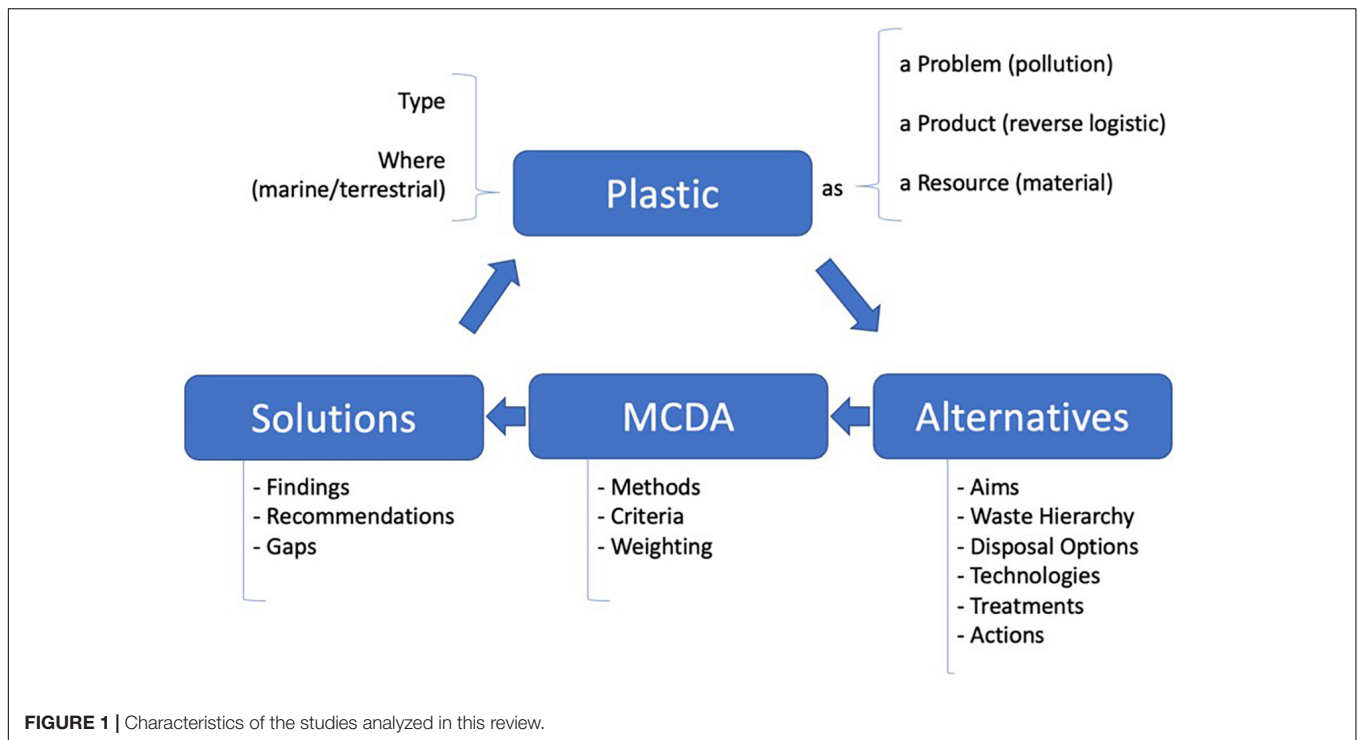 Type
Where
(marine/terrestrial)
Plastic
as
a Problem (pollution)
a Product (reverse logistic)
a Resource (material)
Solutions
- Findings
- Recommendations
- Gaps
MCDA
- Methods
- Criteria
- Weighting
Alternatives
- Aims
- Waste Hierarchy
- Disposal Options
- Technologies
- Treatments
- Actions
FIGURE 1 | Characteristics of the studies analyzed in this review.